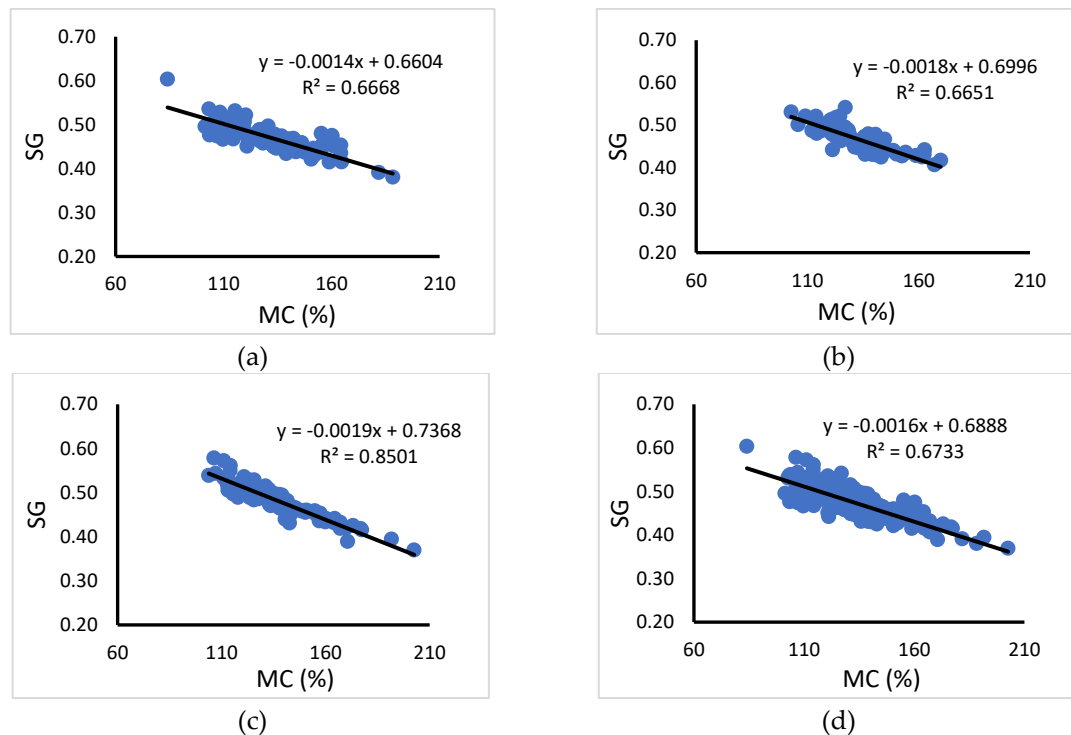 0.70
0.60
0.50
0.40
0.30
0.20
SG
y = -0.0014x + 0.6604
R² = 0.6668
60 110 160 210
MC (%)
(a)
0.70
0.60
0.50
0.40
0.30
0.20
SG
y = -0.0018x + 0.6996
R² = 0.6651
60 110 160 210
MC (%)
(b)
0.70
0.60
0.50
0.40
0.30
0.20
SG
y = -0.0019x + 0.7368
R² = 0.8501
60 110 160 210
MC (%)
(c)
0.70
0.60
0.50
0.40
0.30
0.20
SG
y = -0.0016x + 0.6888
R² = 0.6733
60 110 160 210
MC (%)
(d)